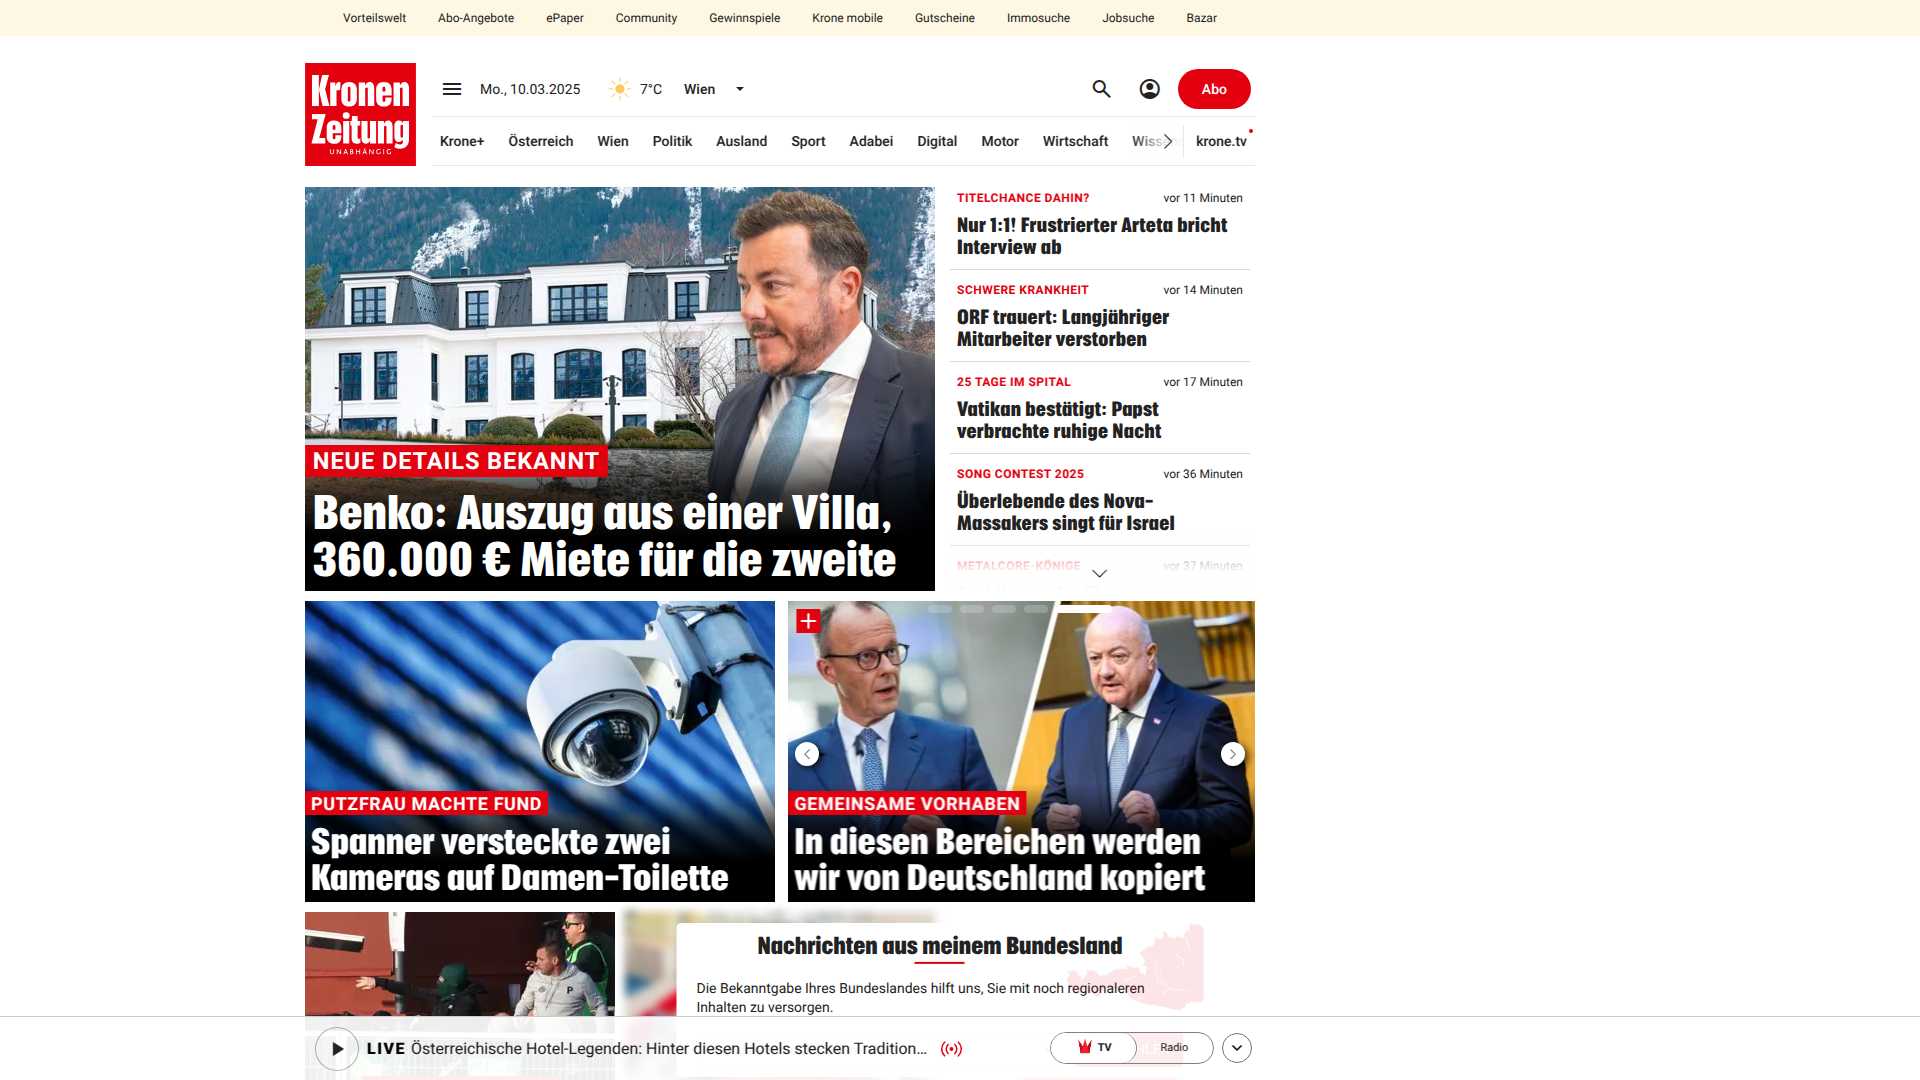 Vorteilswelt Abo-Angebote ePaper Community Gewinnspiele Krone mobile Gutscheine Immosuche Jobsuche Bazar
Kronen
Zeitung
UNABHÄNGIG
Mo., 10.03.2025 7°C Wien
Abo
Krone+ Österreich Wien Politik Ausland Sport Adabei Digital Motor Wirtschaft Wiss krone.tv
NEUE DETAILS BEKANNT
Benko: Auszug aus einer Villa,
360.000 € Miete für die zweite
TITELCHANCE DAHIN? vor 11 Minuten
Nur 1:1! Frustrierter Arteta bricht
Interview ab
SCHWERE KRANKHEIT vor 14 Minuten
ORF trauert: Langjähriger
Mitarbeiter verstorben
25 TAGE IM SPITAL vor 17 Minuten
Vatikan bestätigt: Papst
verbrachte ruhige Nacht
SONG CONTEST 2025 vor 36 Minuten
Überlebende des Nova-
Massakers singt für Israel
METALCORE-KÖNIGE vor 37 Minuten
PUTZFRAU MACHTE FUND
Spanner versteckte zwei
Kameras auf Damen-Toilette
GEMEINSAME VORHABEN
In diesen Bereichen werden
wir von Deutschland kopiert
Nachrichten aus meinem Bundesland
Die Bekanntgabe Ihres Bundeslandes hilft uns, Sie mit noch regionaleren
Inhalten zu versorgen.
LIVE Österreichische Hotel-Legenden: Hinter diesen Hotels stecken Tradition...
TV Radio